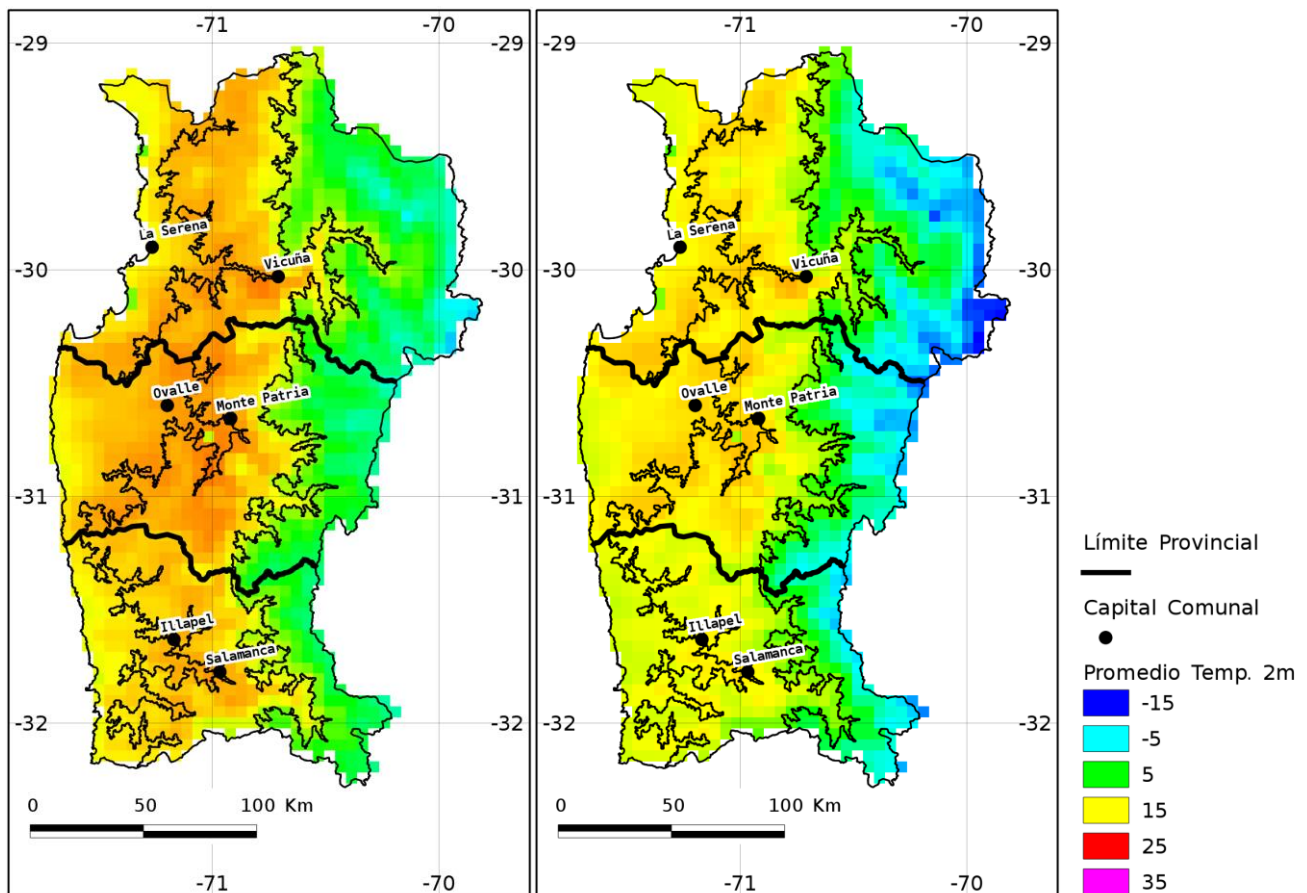 -71 -70
-29 -29
La Serena
-30 -30
Vicuña
Ovalle
Monte Patria
-31 -31
Illapel
Salamanca
-32 -32
0 50 100 Km
-71 -70
-71 -70
-29 -29
La Serena
-30 -30
Vicuña
Ovalle
Monte Patria
-31 -31
Illapel
Salamanca
-32 -32
0 50 100 Km
-71 -70
Límite Provincial
Capital Comunal
Promedio Temp. 2m
-15
-5
5
15
25
35